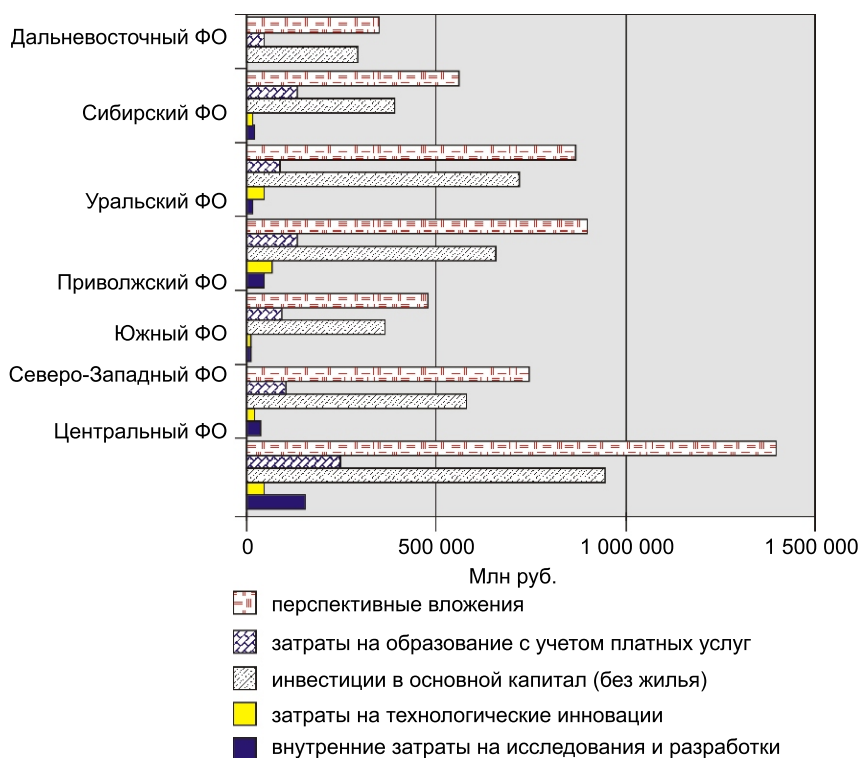 Дальневосточный ФО
Сибирский ФО
Уральский ФО
Приволжский ФО
Южный ФО
Северо-Западный ФО
Центральный ФО
0 500 000 1 000 000 1 500 000
Млн руб.
перспективные вложения
затраты на образование с учетом платных услуг
инвестиции в основной капитал (без жилья)
затраты на технологические инновации
внутренние затраты на исследования и разработки